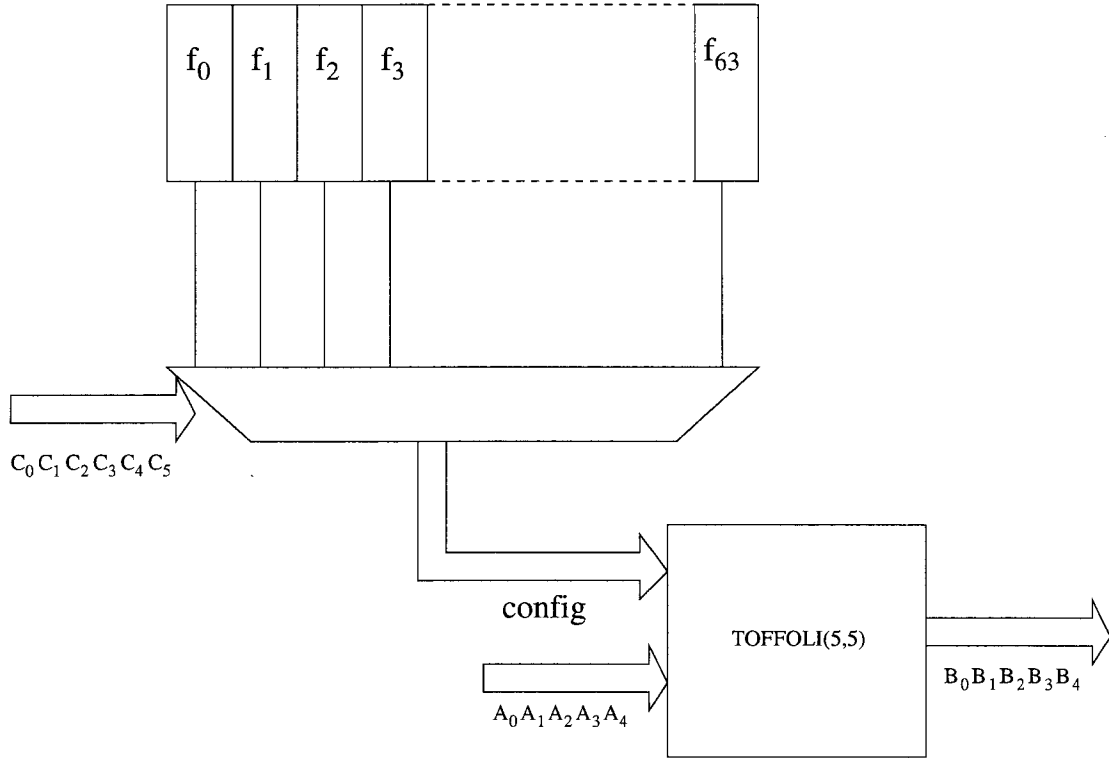 f₀ f₁ f₂ f₃ f₆₃
C₀ C₁ C₂ C₃ C₄ C₅
config
TOFFOLI(5,5)
B₀ B₁ B₂ B₃ B₄
A₀ A₁ A₂ A₃ A₄